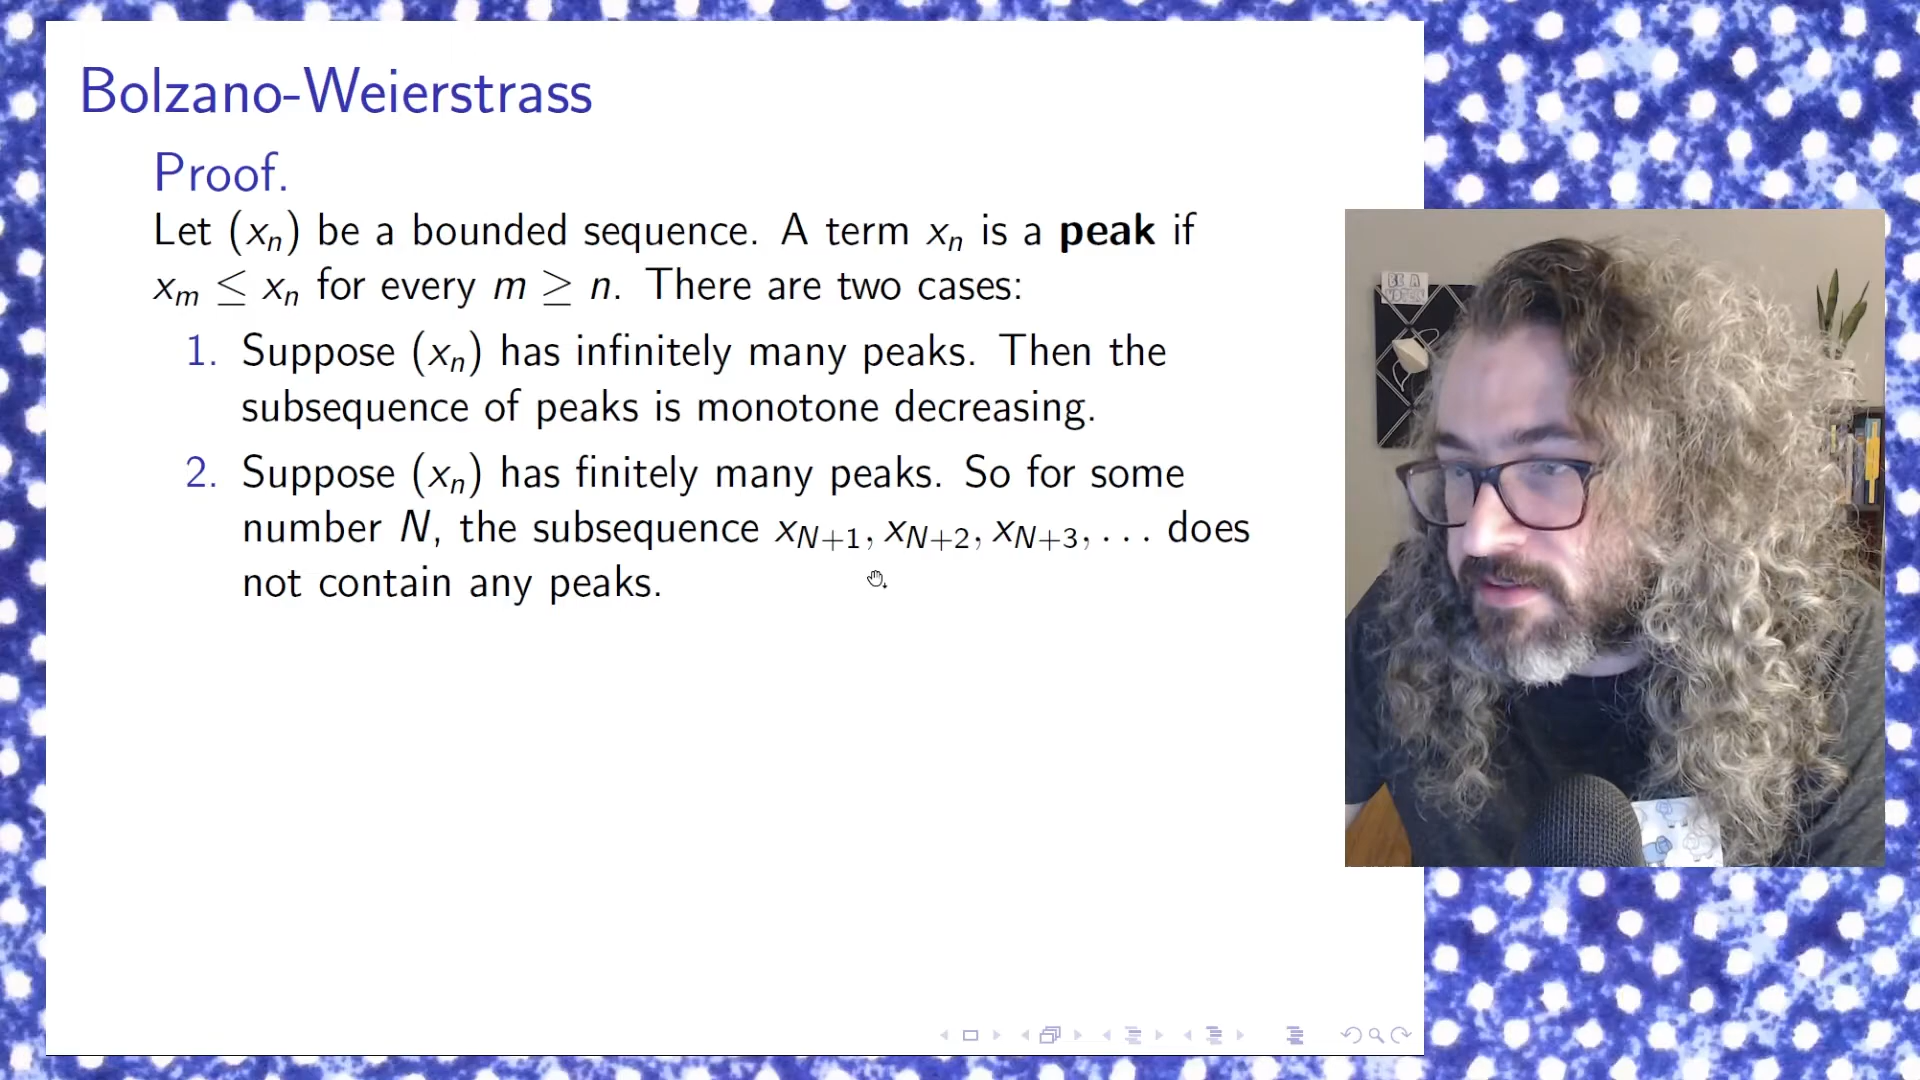 Bolzano-Weierstrass
Proof.
Let (xₙ) be a bounded sequence. A term xₙ is a peak if
xₘ ≤ xₙ for every m ≥ n. There are two cases:
1. Suppose (xₙ) has infinitely many peaks. Then the
subsequence of peaks is monotone decreasing.
2. Suppose (xₙ) has finitely many peaks. So for some
number N, the subsequence x_{N+1}, x_{N+2}, x_{N+3}, . . . does
not contain any peaks.
BE A